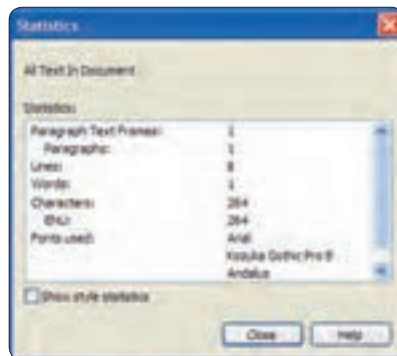 Statistics
All Text In Document
Statistics:
Paragraph Text Frames: 1
Paragraphs: 1
Lines: 8
Words: 1
Characters: 264
ENU: 264
Fonts used: Arial
Kozuka Gothic Pro B
Andalus
Show style statistics
Close Help